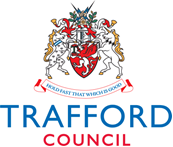 HOLD FAST THAT WHICH IS GOOD
TRAFFORD
COUNCIL